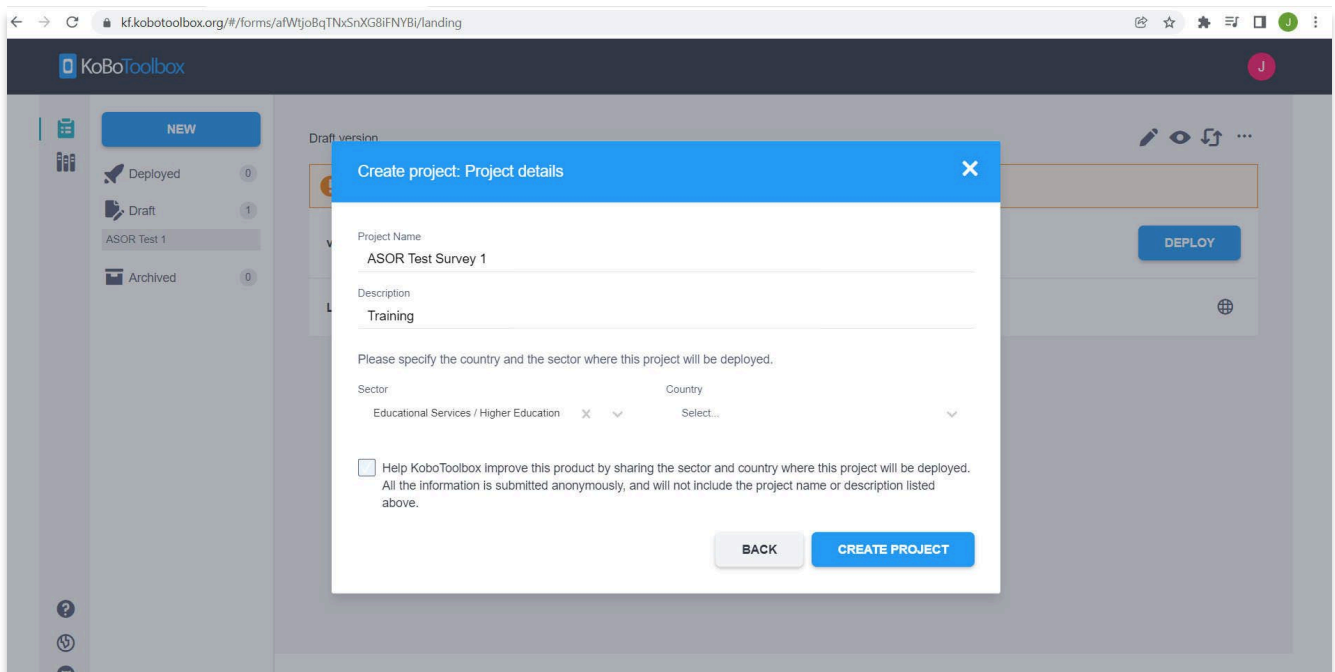 kf.kobotoolbox.org/#/forms/afWtjoBqTNxSnXG8iFNYBi/landing
J
KoBoToolbox
J
NEW
Deployed 0
Draft 1
ASOR Test 1
Archived 0
Draft version
DEPLOY
Create project: Project details
Project Name
ASOR Test Survey 1
Description
Training
Please specify the country and the sector where this project will be deployed.
Sector Country
Educational Services / Higher Education Select...
Help KoboToolbox improve this product by sharing the sector and country where this project will be deployed.
All the information is submitted anonymously, and will not include the project name or description listed
above.
BACK CREATE PROJECT